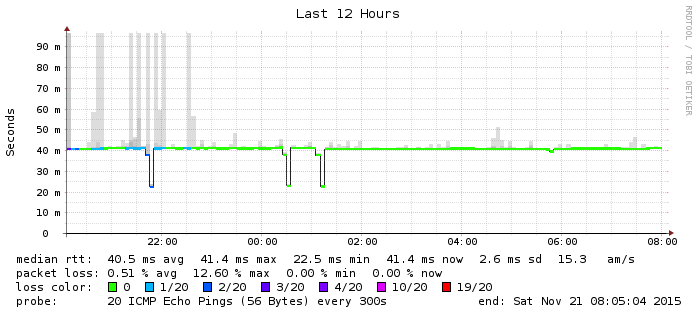 Last 12 Hours
RRDTOOL / TOBI OETIKER
Seconds
90 m
80 m
70 m
60 m
50 m
40 m
30 m
20 m
10 m
0
22:00 00:00 02:00 04:00 06:00 08:00
median rtt: 40.5 ms avg 41.4 ms max 22.5 ms min 41.4 ms now 2.6 ms sd 15.3 am/s
packet loss: 0.51 % avg 12.60 % max 0.00 % min 0.00 % now
loss color: 0 1/20 2/20 3/20 4/20 10/20 19/20
probe: 20 ICMP Echo Pings (56 Bytes) every 300s end: Sat Nov 21 08:05:04 2015